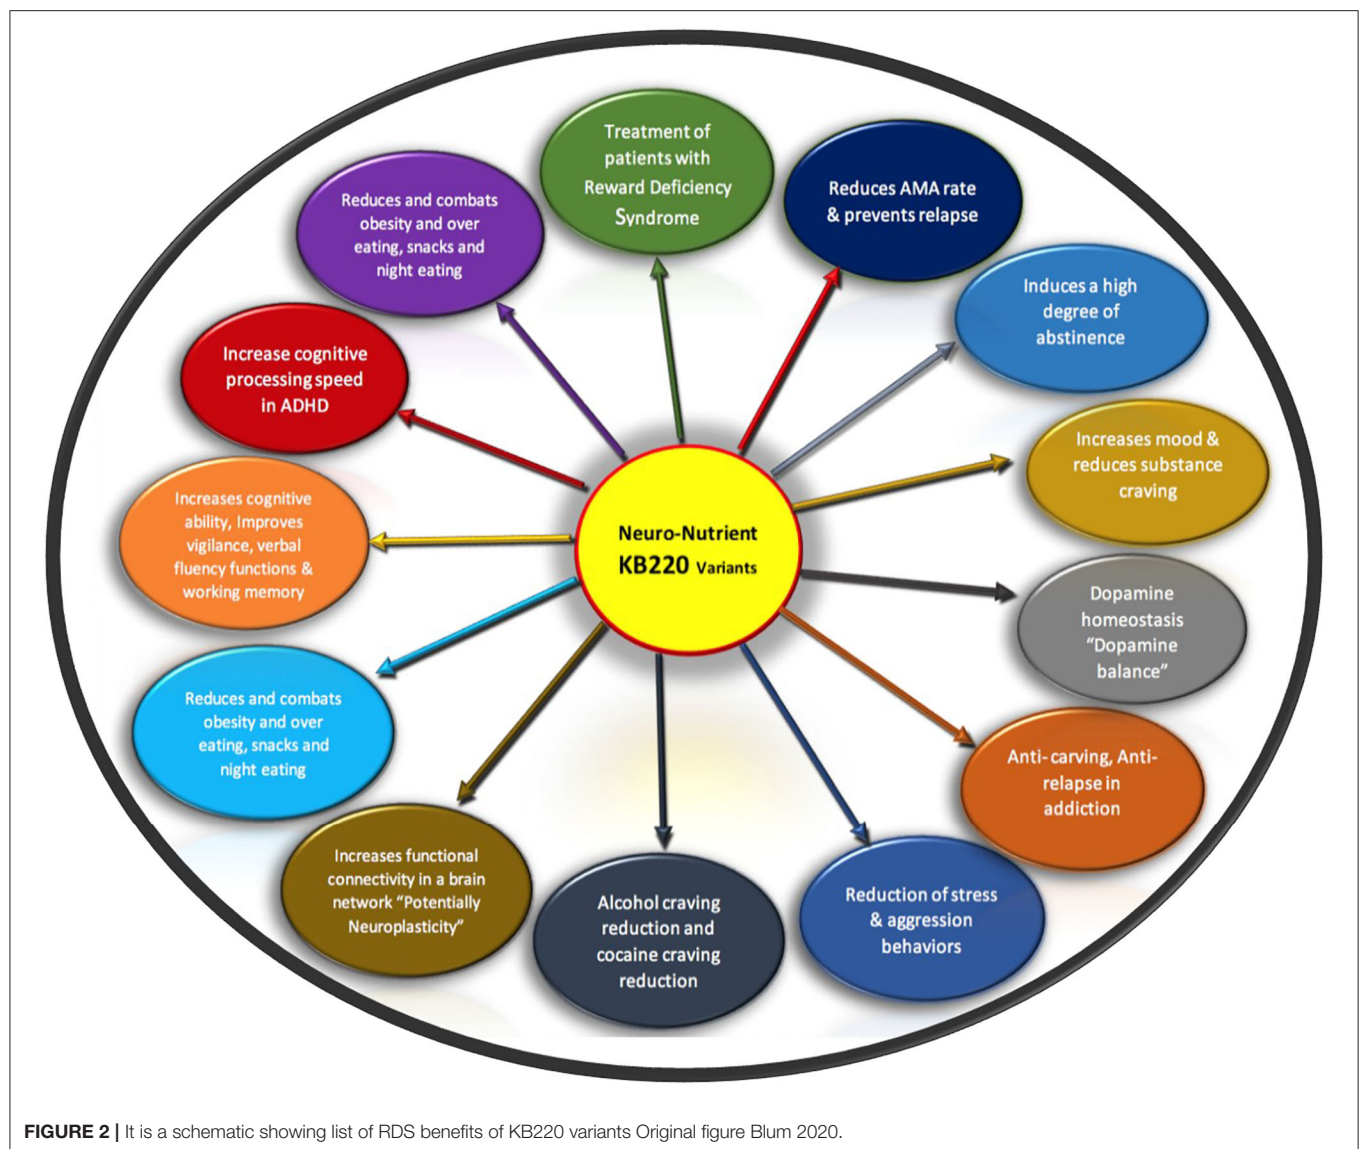 Treatment of
patients with
Reward Deficiency
Syndrome
Reduces AMA rate
& prevents relapse
Induces a high
degree of
abstinence
Increases mood &
reduces substance
craving
Dopamine
homeostasis
“Dopamine
balance”
Anti- carving, Anti-
relapse in
addiction
Reduction of stress
& aggression
behaviors
Alcohol craving
reduction and
cocaine craving
reduction
Increases functional
connectivity in a brain
network “Potentially
Neuroplasticity”
Reduces and combats
obesity and over
eating, snacks and
night eating
Increases cognitive
ability, Improves
vigilance, verbal
fluency functions &
working memory
Increase cognitive
processing speed
in ADHD
Reduces and combats
obesity and over
eating, snacks and
night eating
Neuro-Nutrient
KB220 Variants
FIGURE 2 | It is a schematic showing list of RDS benefits of KB220 variants Original figure Blum 2020.